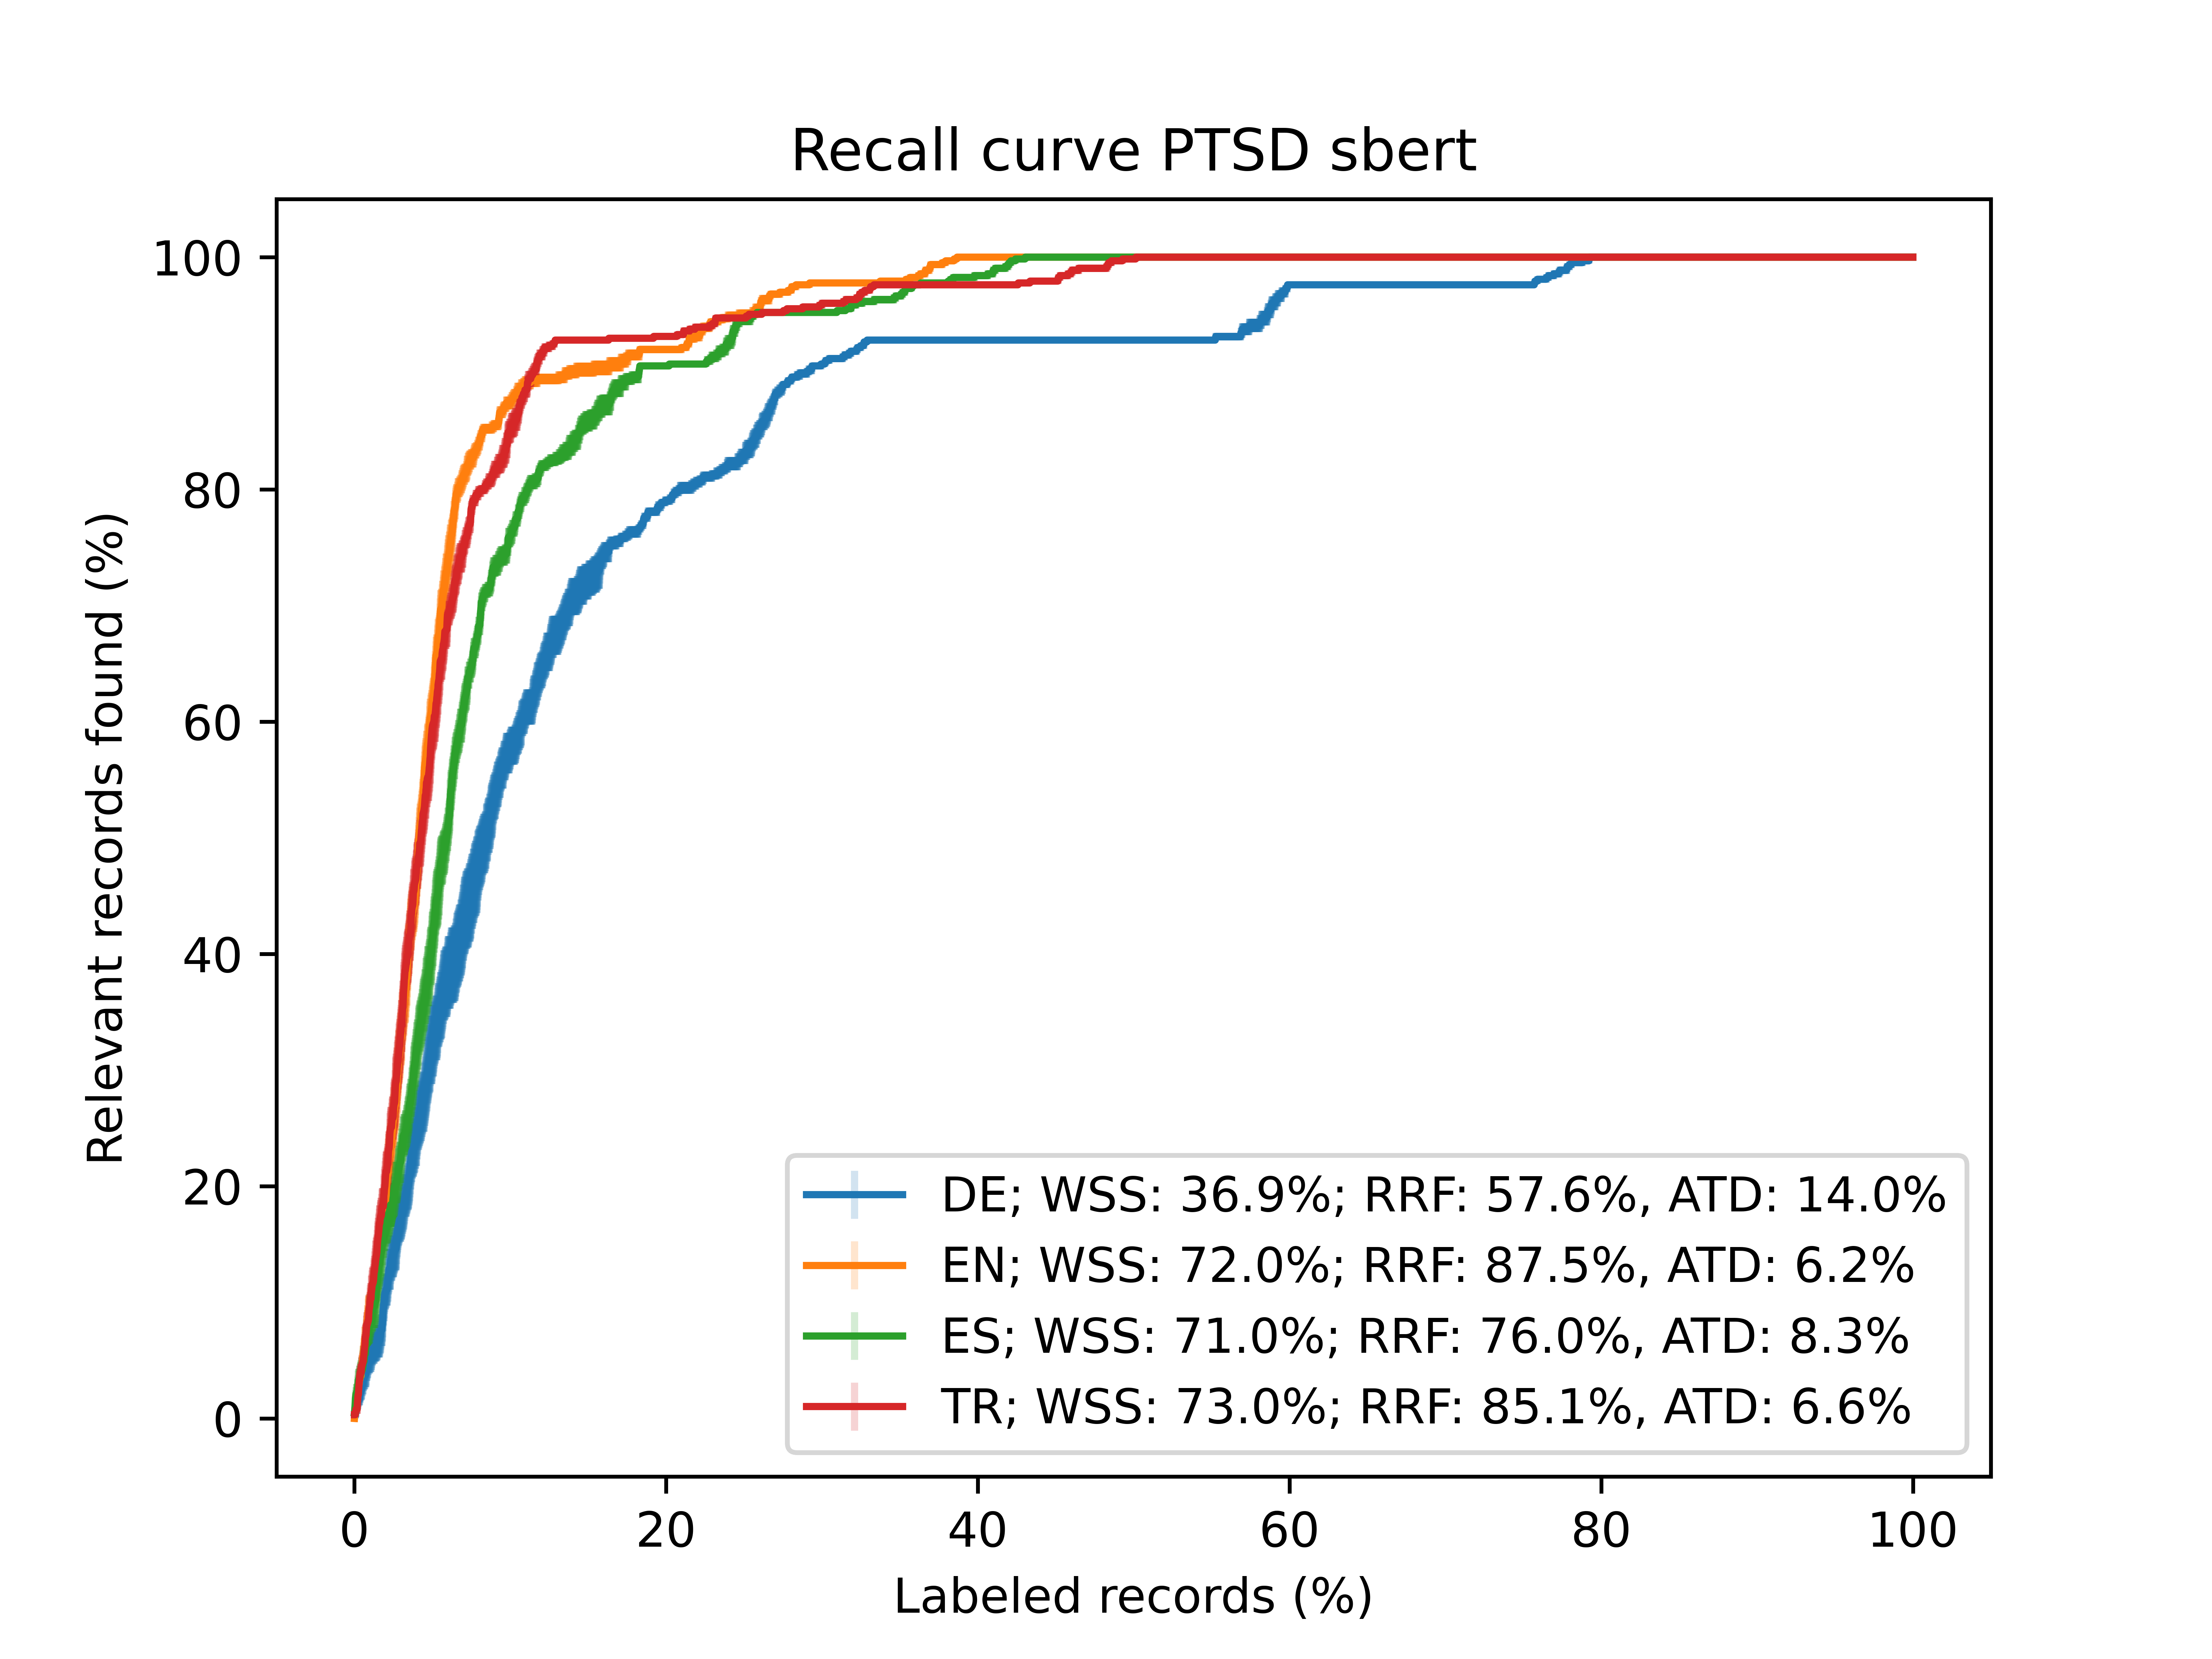 Recall curve PTSD sbert
Relevant records found (%)
100
80
60
40
20
0
DE; WSS: 36.9%; RRF: 57.6%, ATD: 14.0%
EN; WSS: 72.0%; RRF: 87.5%, ATD: 6.2%
ES; WSS: 71.0%; RRF: 76.0%, ATD: 8.3%
TR; WSS: 73.0%; RRF: 85.1%, ATD: 6.6%
0 20 40 60 80 100
Labeled records (%)